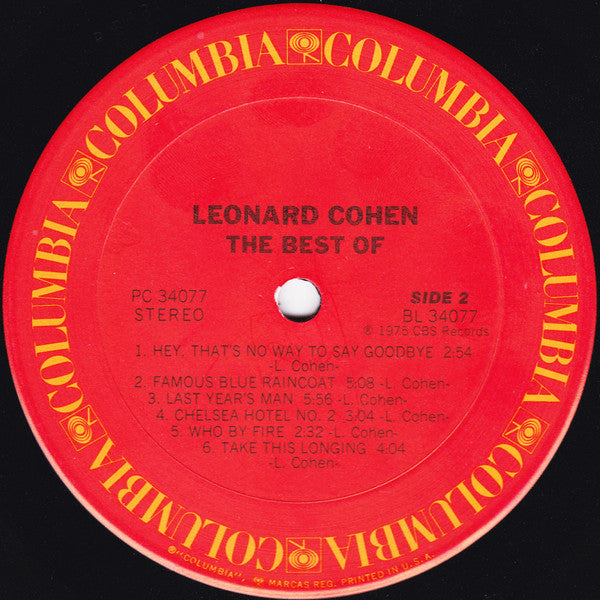 COLUMBIA COLUMBIA COLUMBIA COLUMBIA COLUMBIA COLUMBIA
LEONARD COHEN
THE BEST OF
PC 34077
STEREO
SIDE 2
BL 34077
℗ 1975 CBS Records
1. HEY, THAT'S NO WAY TO SAY GOODBYE 2:54
-L. Cohen-
2. FAMOUS BLUE RAINCOAT 5:08 -L. Cohen-
3. LAST YEAR'S MAN 5:56 -L. Cohen-
4. CHELSEA HOTEL NO. 2 3:04 -L. Cohen-
5. WHO BY FIRE 2:32 -L. Cohen-
6. TAKE THIS LONGING 4:04
-L. Cohen-
®"COLUMBIA", MARCAS REG. PRINTED IN U.S.A.